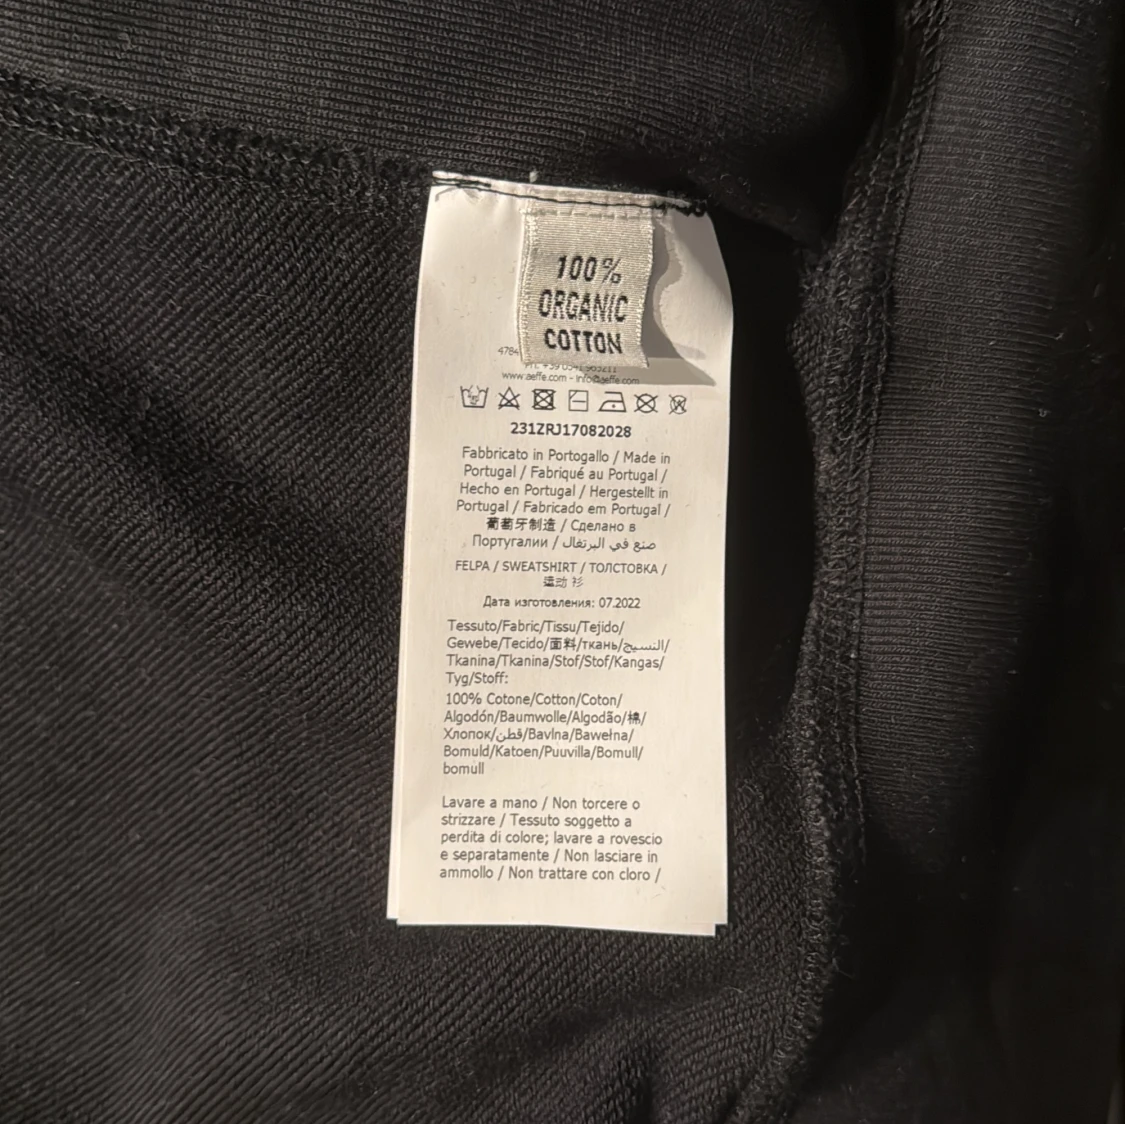 100%
ORGANIC
COTTON
4784
www.aeffe.com - info@aeffe.com
231ZRJ17082028
Fabbricato in Portogallo / Made in
Portugal / Fabriqué au Portugal /
Hecho en Portugal / Hergestellt in
Portugal / Fabricado em Portugal /
葡萄牙制造 / Сделано в
Португалии / صنع في البرتغال
FELPA / SWEATSHIRT / ТОЛСТОВКА /
運动 衫
Дата изготовления: 07.2022
Tessuto/Fabric/Tissu/Tejido/
Gewebe/Tecido/面料/ткань/النسيج/
Tkanina/Tkanina/Stof/Stof/Kangas/
Tyg/Stoff:
100% Cotone/Cotton/Coton/
Algodón/Baumwolle/Algodão/棉/
Хлопок/قطن/Bavlna/Bawełna/
Bomuld/Katoen/Puuvilla/Bomull/
bomull
Lavare a mano / Non torcere o
strizzare / Tessuto soggetto a
perdita di colore; lavare a rovescio
e separatamente / Non lasciare in
ammollo / Non trattare con cloro /